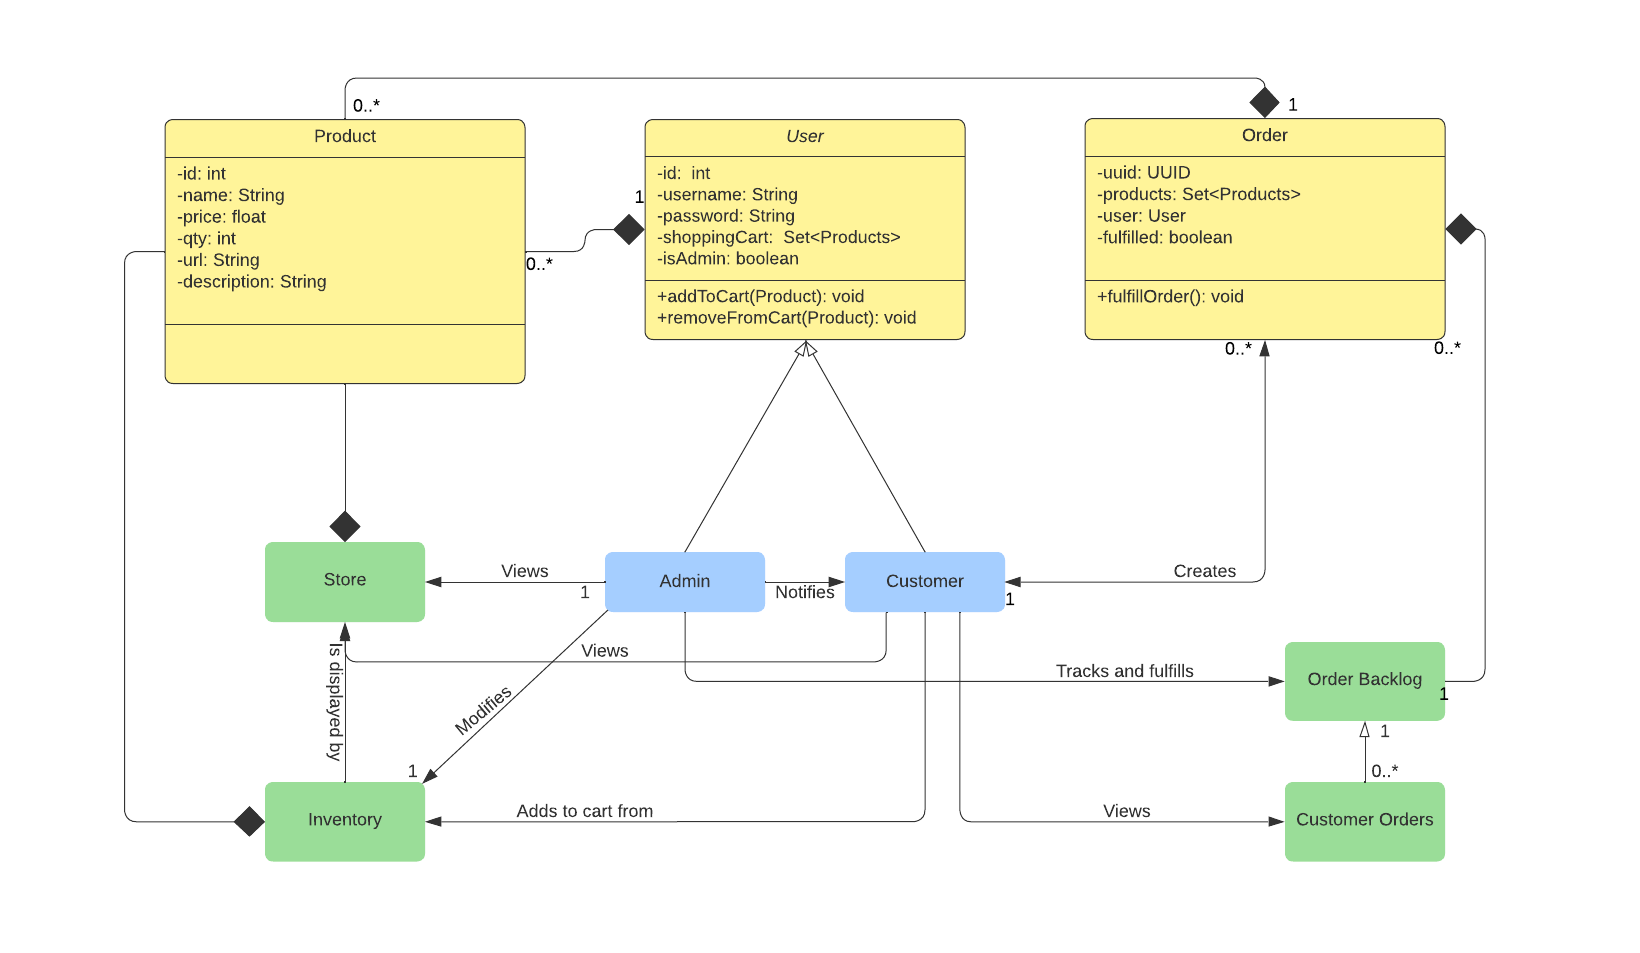 0..*
1
Product
-id: int
-name: String
-price: float
-qty: int
-url: String
-description: String
0..*
1
User
-id:  int
-username: String
-password: String
-shoppingCart:  Set<Products>
-isAdmin: boolean
+addToCart(Product): void
+removeFromCart(Product): void
Order
-uuid: UUID
-products: Set<Products>
-user: User
-fulfilled: boolean
+fulfillOrder(): void
0..*
0..*
Store
Views
1
Admin
Notifies
Customer
1
Creates
Is displayed by
Views
Modifies
Tracks and fulfills
Order Backlog
1
1
0..*
1
Inventory
Adds to cart from
Views
Customer Orders